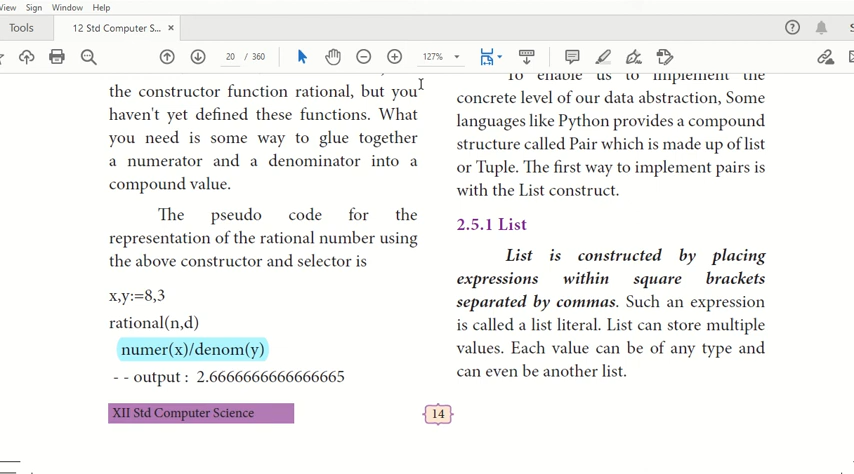 View Sign Window Help
Tools
12 Std Computer S... ×
20 / 360
127%
the constructor function rational, but you
haven't yet defined these functions. What
you need is some way to glue together
a numerator and a denominator into a
compound value.
The pseudo code for the
representation of the rational number using
the above constructor and selector is
x,y:=8,3
rational(n,d)
numer(x)/denom(y)
- - output : 2.6666666666666665
XII Std Computer Science
14
To enable us to implement the
concrete level of our data abstraction, Some
languages like Python provides a compound
structure called Pair which is made up of list
or Tuple. The first way to implement pairs is
with the List construct.
2.5.1 List
List is constructed by placing
expressions within square brackets
separated by commas. Such an expression
is called a list literal. List can store multiple
values. Each value can be of any type and
can even be another list.